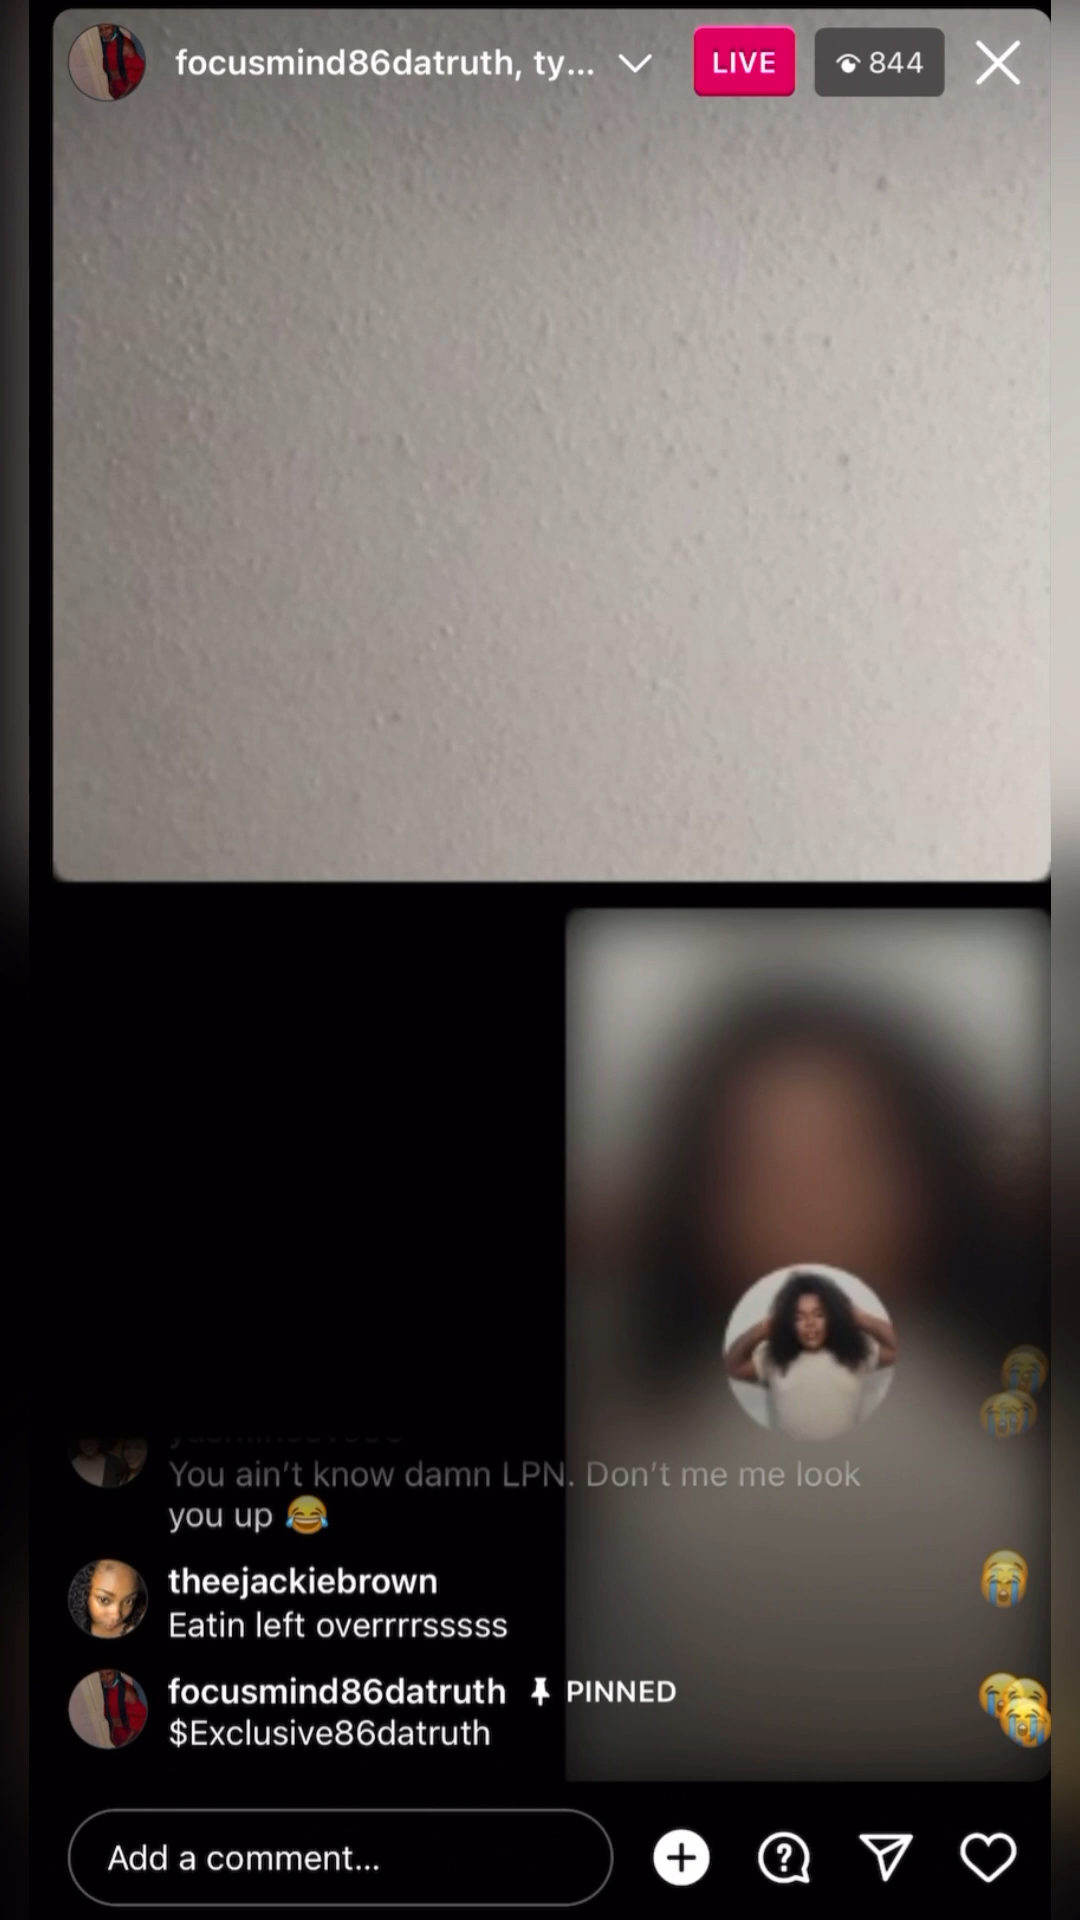 focusmind86datruth, ty...
LIVE
844
You ain't know damn LPN. Don't me me look
you up 😂
theejackiebrown
Eatin left overrrrsssss
focusmind86datruth PINNED
$Exclusive86datruth
Add a comment...